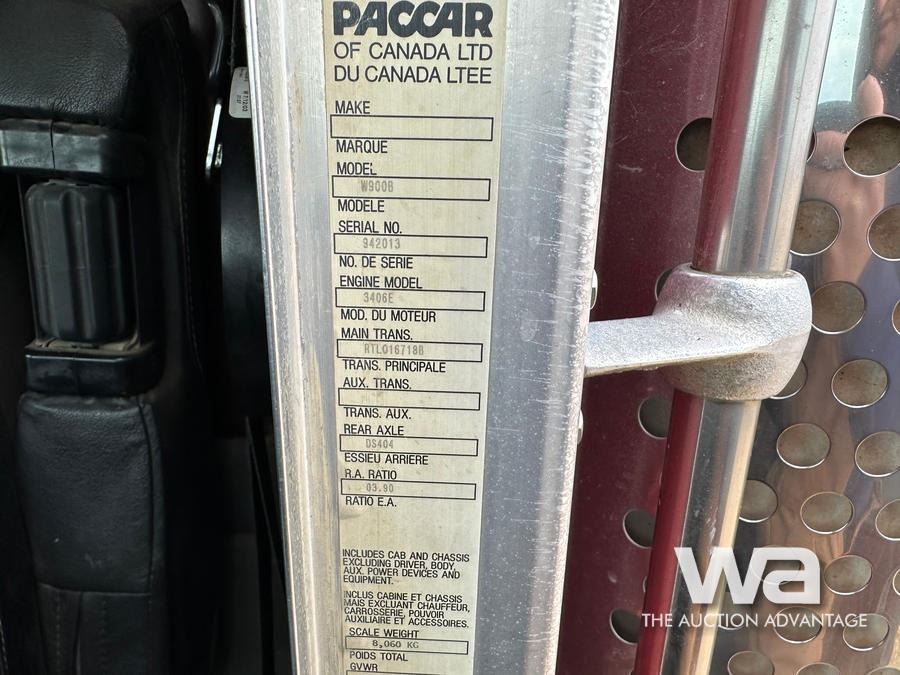 PACCAR
OF CANADA LTD
DU CANADA LTEE
MAKE
MARQUE
MODEL
W900B
MODELE
SERIAL NO.
942013
NO. DE SERIE
ENGINE MODEL
3406E
MOD. DU MOTEUR
MAIN TRANS.
RTLO16718B
TRANS. PRINCIPALE
AUX. TRANS.
TRANS. AUX.
REAR AXLE
DS404
ESSIEU ARRIERE
R.A. RATIO
03.90
RATIO E.A.
INCLUDES CAB AND CHASSIS
EXCLUDING DRIVER, BODY,
AUX. POWER DEVICES AND
EQUIPMENT.
INCLUS CABINE ET CHASSIS
MAIS EXCLUANT CHAUFFEUR,
CARROSSERIE, POUVOIR
AUXILIAIRE ET ACCESSOIRES.
SCALE WEIGHT
8,060 KG
POIDS TOTAL
GVWR
wa
THE AUCTION ADVANTAGE